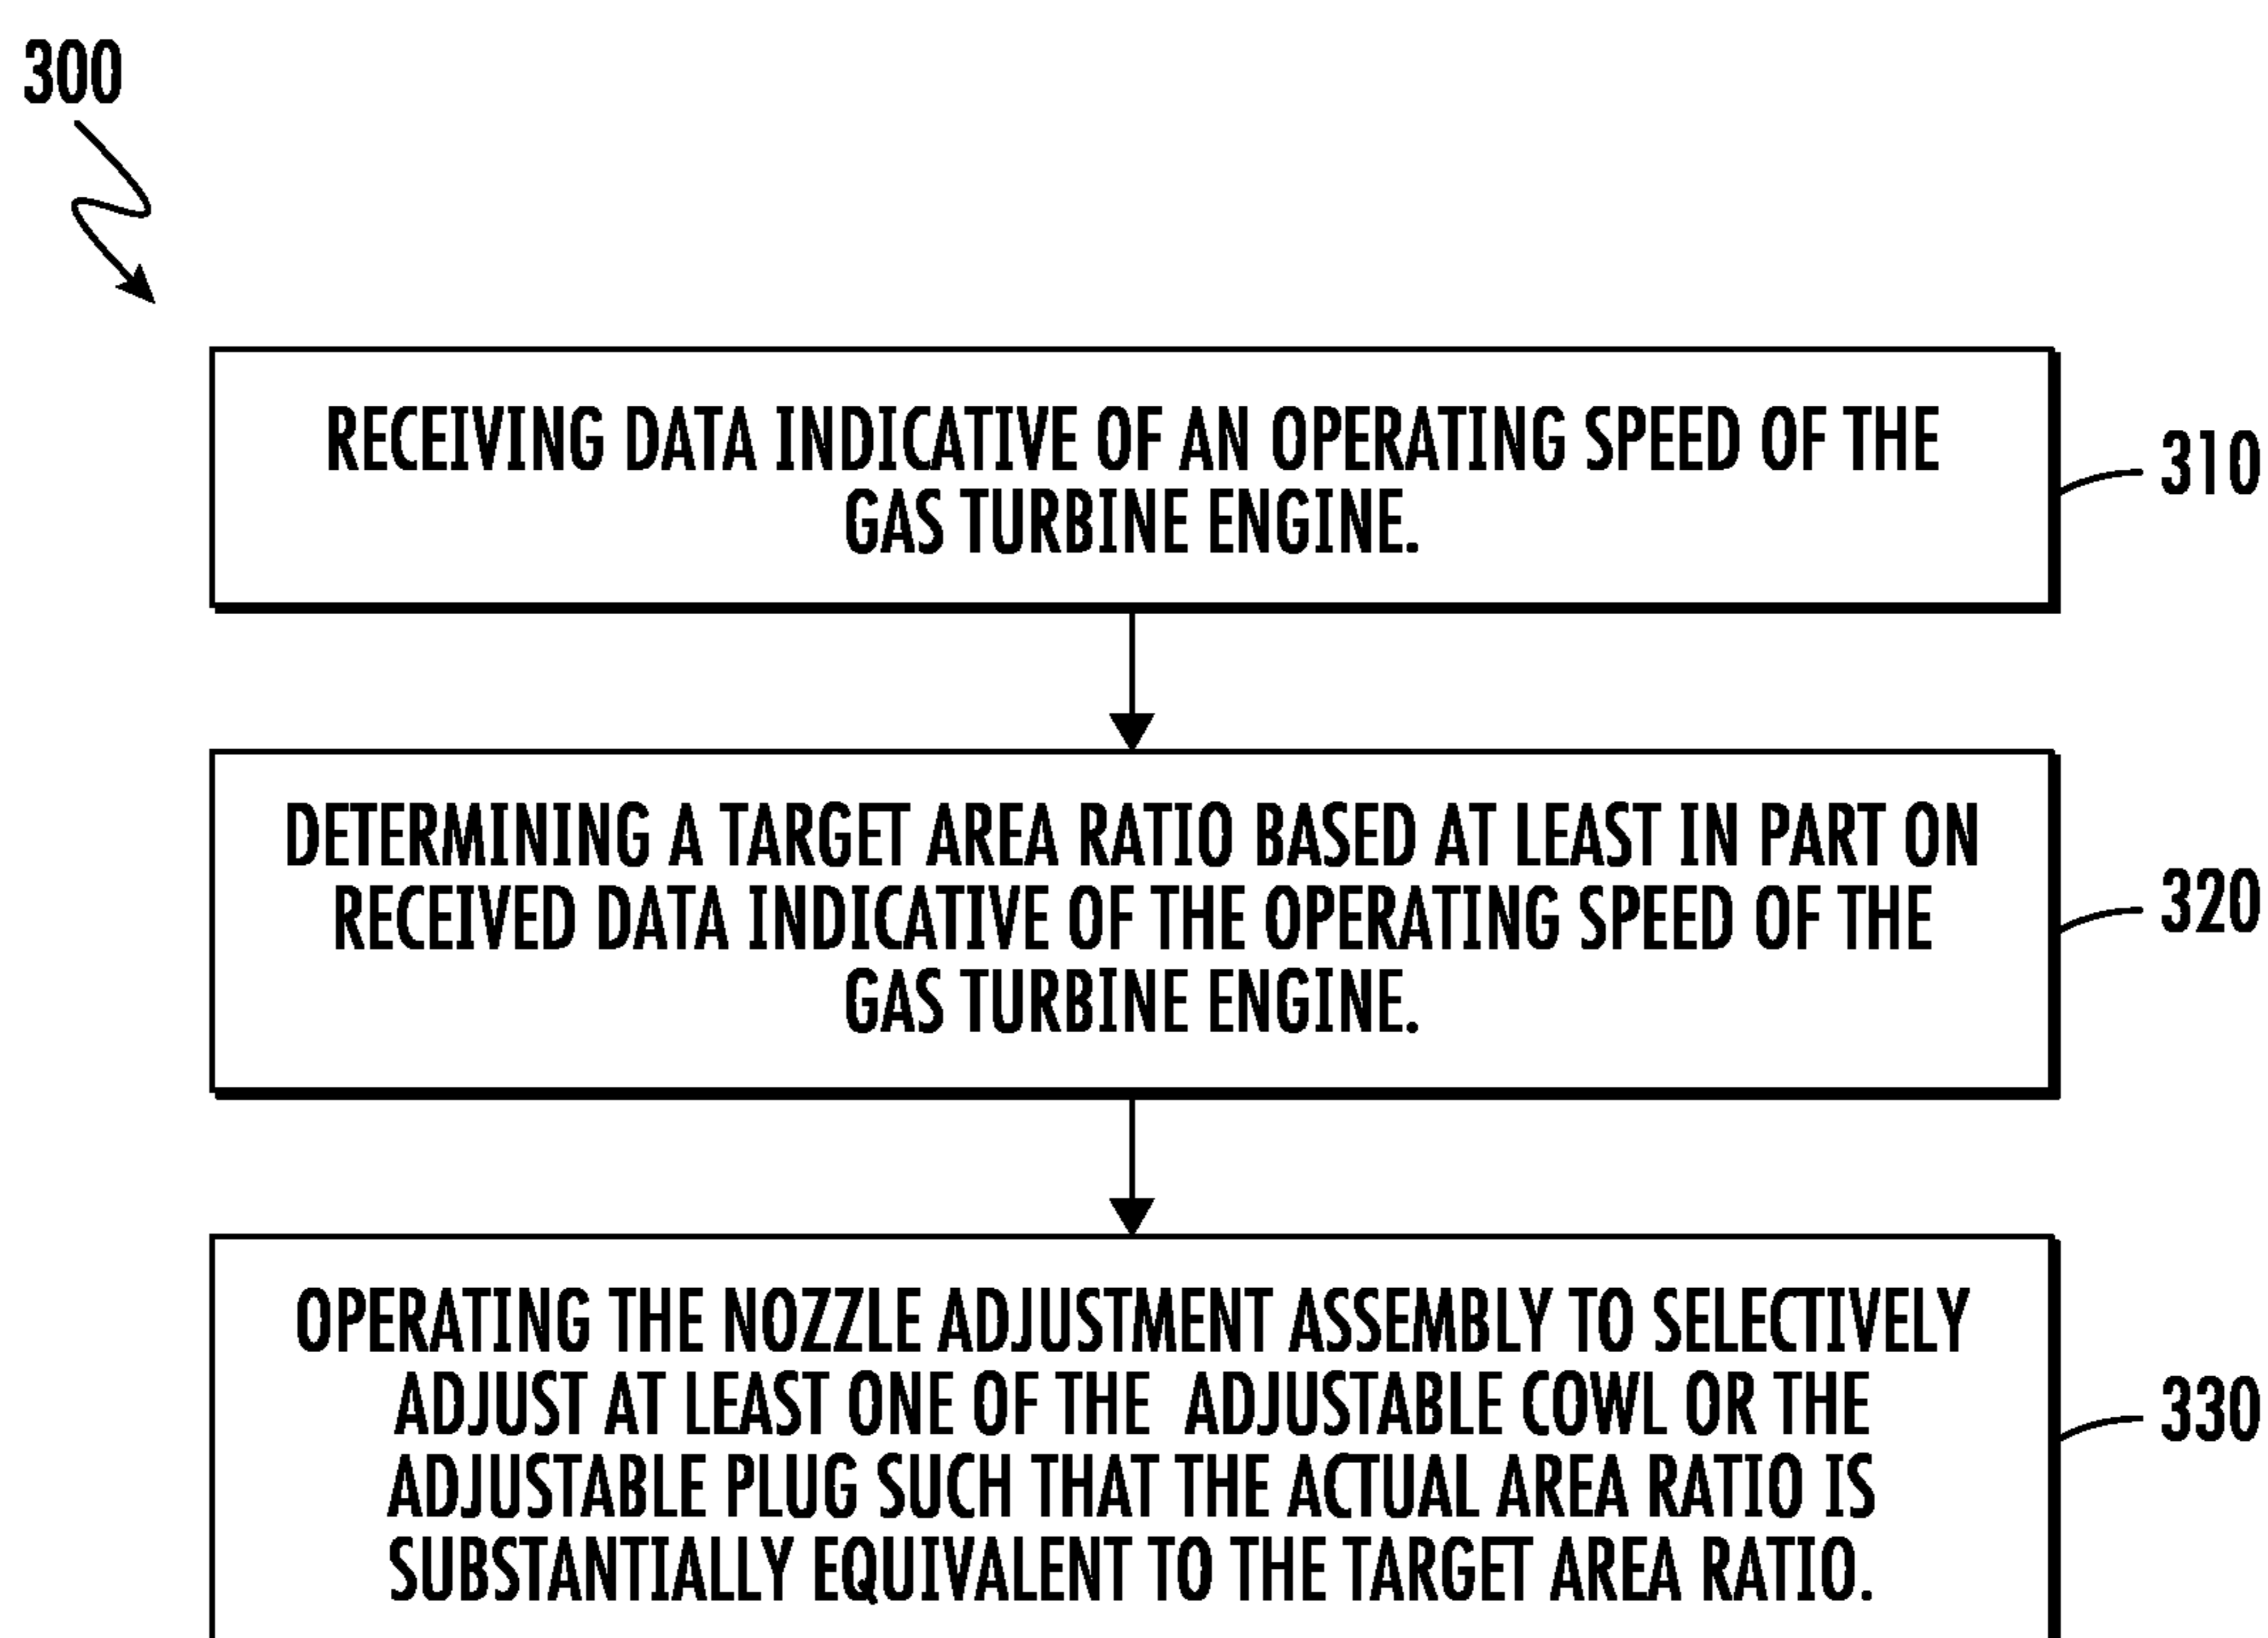 300
RECEIVING DATA INDICATIVE OF AN OPERATING SPEED OF THE
GAS TURBINE ENGINE.
310
DETERMINING A TARGET AREA RATIO BASED AT LEAST IN PART ON
RECEIVED DATA INDICATIVE OF THE OPERATING SPEED OF THE
GAS TURBINE ENGINE.
320
OPERATING THE NOZZLE ADJUSTMENT ASSEMBLY TO SELECTIVELY
ADJUST AT LEAST ONE OF THE ADJUSTABLE COWL OR THE
ADJUSTABLE PLUG SUCH THAT THE ACTUAL AREA RATIO IS
SUBSTANTIALLY EQUIVALENT TO THE TARGET AREA RATIO.
330